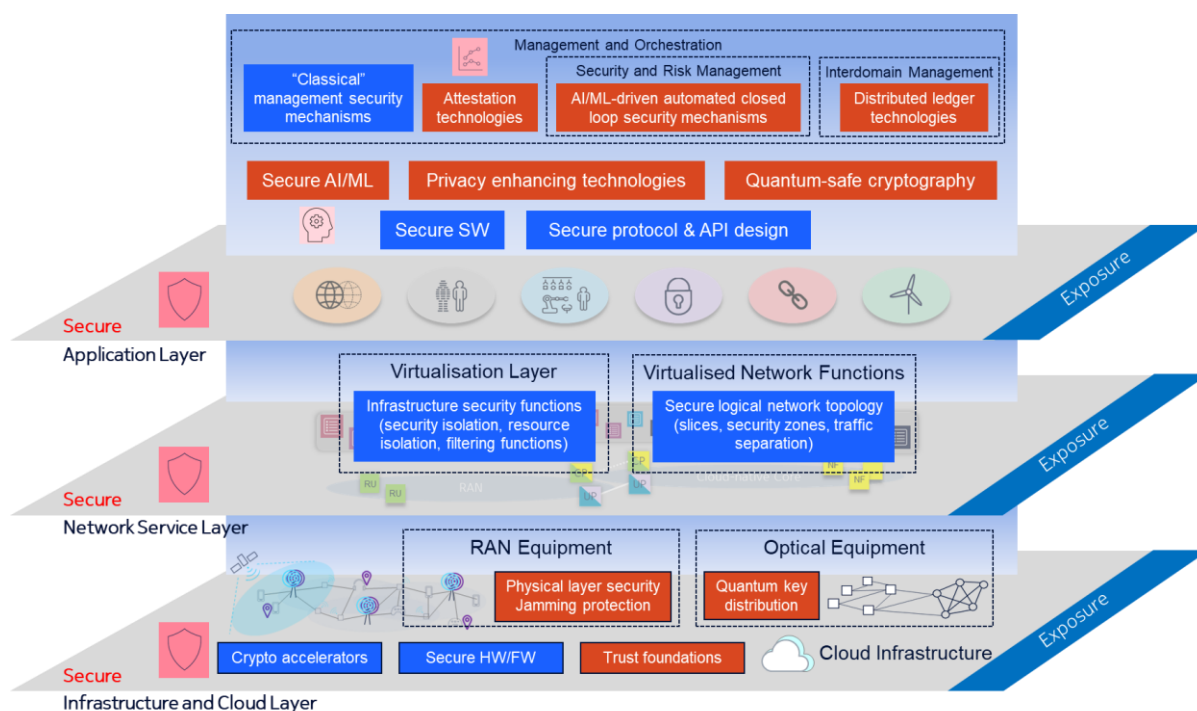 Management and Orchestration
"Classical"
management security
mechanisms
Attestation
technologies
Security and Risk Management
AI/ML-driven automated closed
loop security mechanisms
Interdomain Management
Distributed ledger
technologies
Secure AI/ML
Privacy enhancing technologies
Quantum-safe cryptography
Secure SW
Secure protocol & API design
Exposure
Secure
Application Layer
Virtualisation Layer
Infrastructure security functions
(security isolation, resource
isolation, filtering functions)
Virtualised Network Functions
Secure logical network topology
(slices, security zones, traffic
separation)
RU
RU
RAN
CP
UP
CP
UP
Cloud-native Core
NF
NF
Exposure
Secure
Network Service Layer
RAN Equipment
Physical layer security
Jamming protection
Optical Equipment
Quantum key
distribution
Crypto accelerators
Secure HW/FW
Trust foundations
Cloud Infrastructure
Exposure
Secure
Infrastructure and Cloud Layer